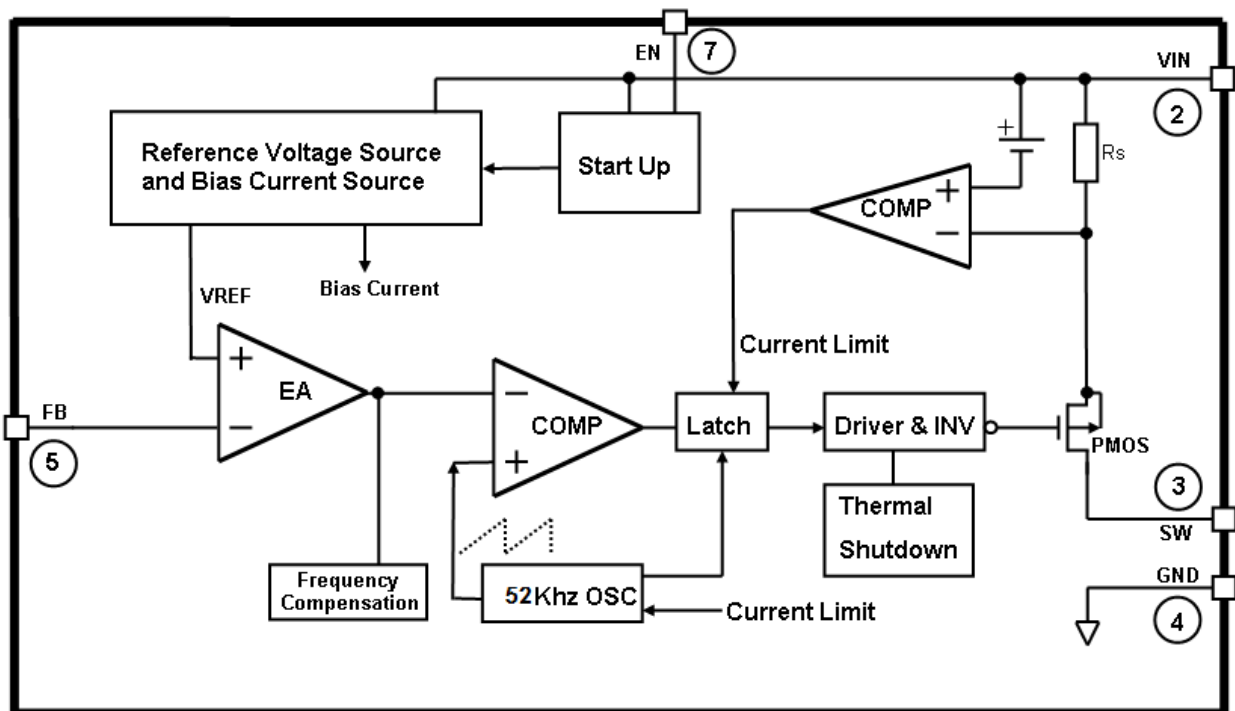 EN
7
VIN
2
Reference Voltage Source
and Bias Current Source
Start Up
+
Rs
+
COMP
−
Bias Current
VREF
+
EA
−
Current Limit
FB
5
−
COMP
+
Latch
Driver & INV
PMOS
3
SW
Thermal
Shutdown
Frequency
Compensation
52Khz OSC
Current Limit
GND
4